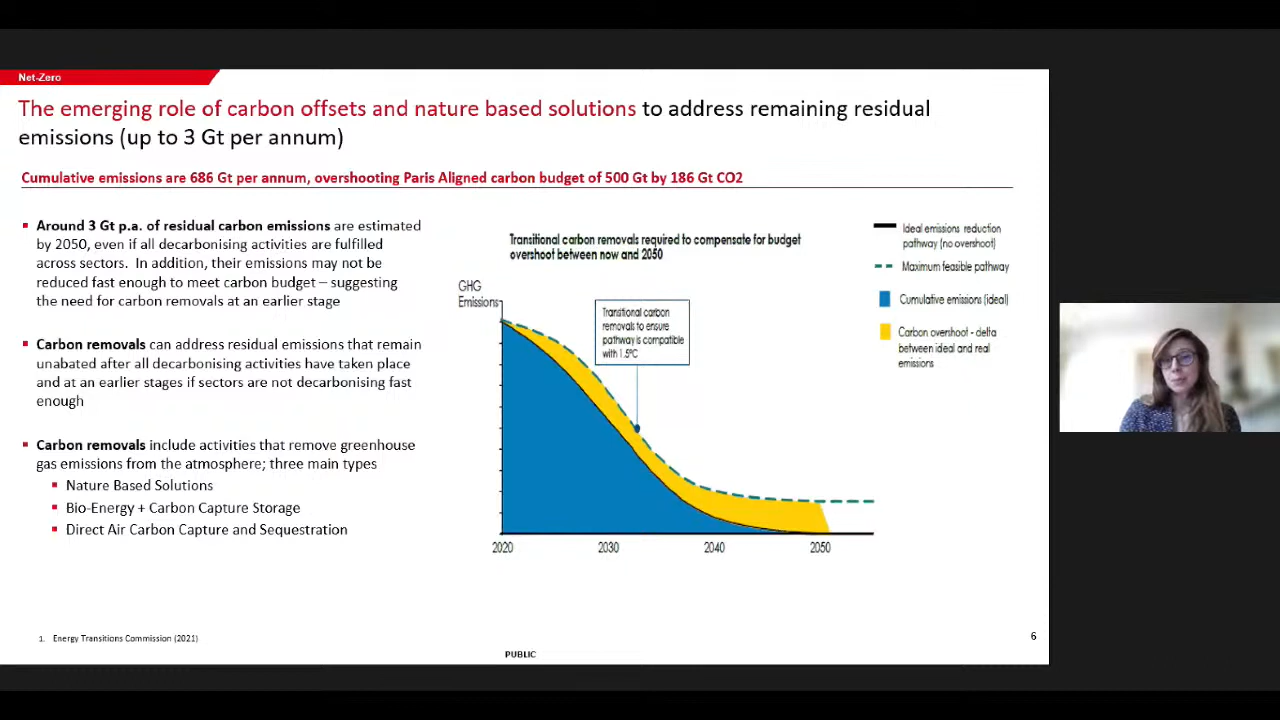 Net-Zero
The emerging role of carbon offsets and nature based solutions to address remaining residual
emissions (up to 3 Gt per annum)
Cumulative emissions are 686 Gt per annum, overshooting Paris Aligned carbon budget of 500 Gt by 186 Gt CO2
Around 3 Gt p.a. of residual carbon emissions are estimated
by 2050, even if all decarbonising activities are fulfilled
across sectors. In addition, their emissions may not be
reduced fast enough to meet carbon budget – suggesting
the need for carbon removals at an earlier stage
Carbon removals can address residual emissions that remain
unabated after all decarbonising activities have taken place
and at an earlier stages if sectors are not decarbonising fast
enough
Carbon removals include activities that remove greenhouse
gas emissions from the atmosphere; three main types
Nature Based Solutions
Bio-Energy + Carbon Capture Storage
Direct Air Carbon Capture and Sequestration
Transitional carbon removals required to compensate for budget
overshoot between now and 2050
GHG
Emissions
Transitional carbon
removals to ensure
pathway is compatible
with 1.5°C
2020
2030
2040
2050
Ideal emissions reduction
pathway (no overshoot)
Maximum feasible pathway
Cumulative emissions (ideal)
Carbon overshoot - delta
between ideal and real
emissions
1. Energy Transitions Commission (2021)
6
PUBLIC